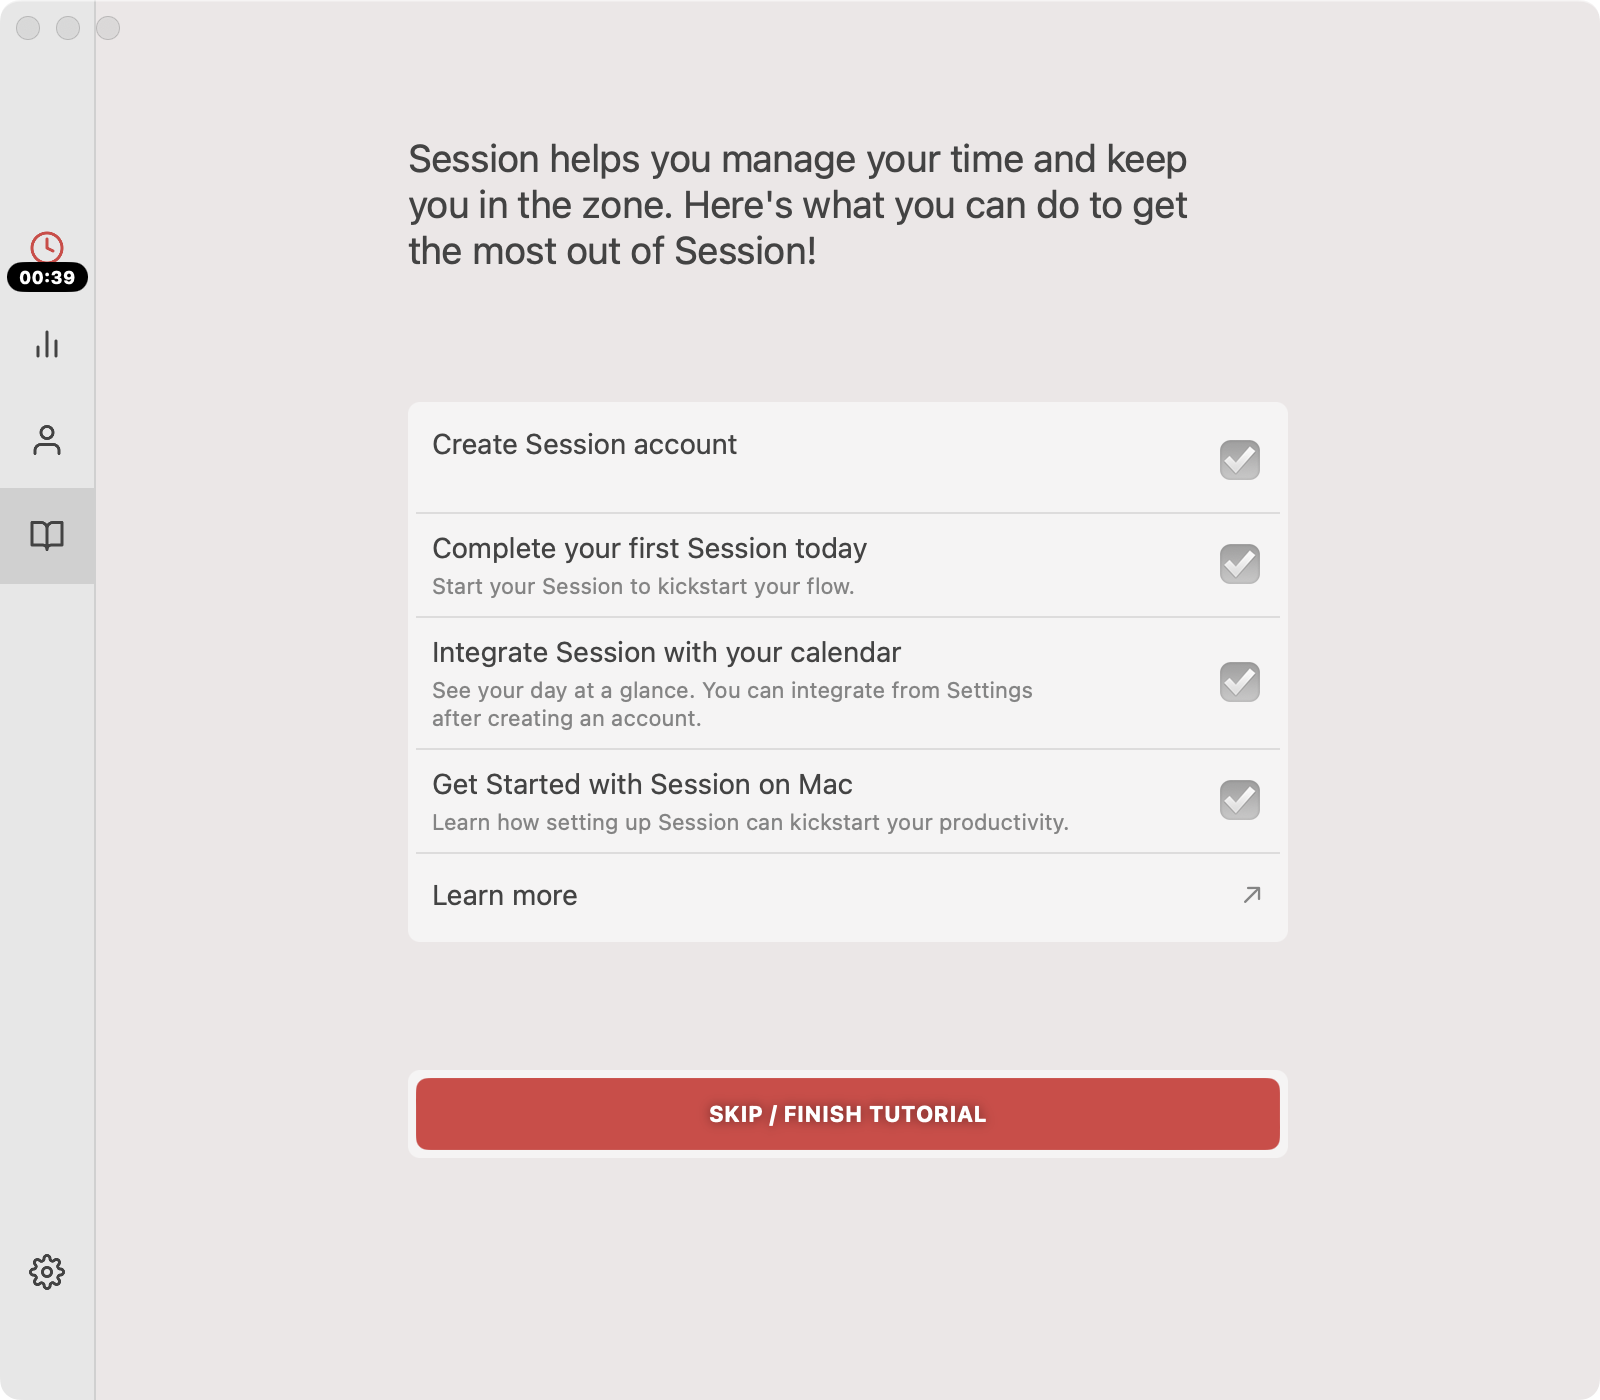 Session helps you manage your time and keep
you in the zone. Here's what you can do to get
the most out of Session!
00:39
Create Session account
Complete your first Session today
Start your Session to kickstart your flow.
Integrate Session with your calendar
See your day at a glance. You can integrate from Settings
after creating an account.
Get Started with Session on Mac
Learn how setting up Session can kickstart your productivity.
Learn more
SKIP / FINISH TUTORIAL